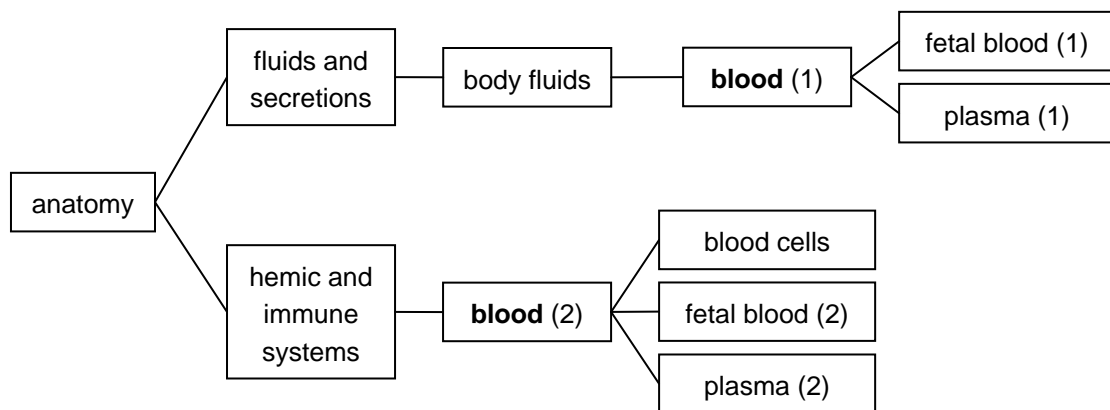 anatomy
fluids and
secretions
body fluids
blood (1)
fetal blood (1)
plasma (1)
hemic and
immune
systems
blood (2)
blood cells
fetal blood (2)
plasma (2)